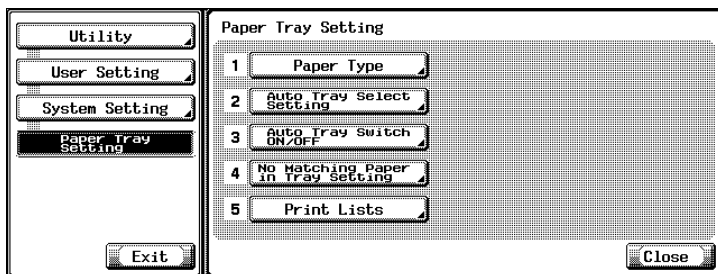 Utility
User Setting
System Setting
Paper Tray
Setting
Exit
Paper Tray Setting
1 Paper Type
2 Auto Tray Select
Setting
3 Auto Tray Switch
ON/OFF
4 No Matching Paper
in Tray Setting
5 Print Lists
Close